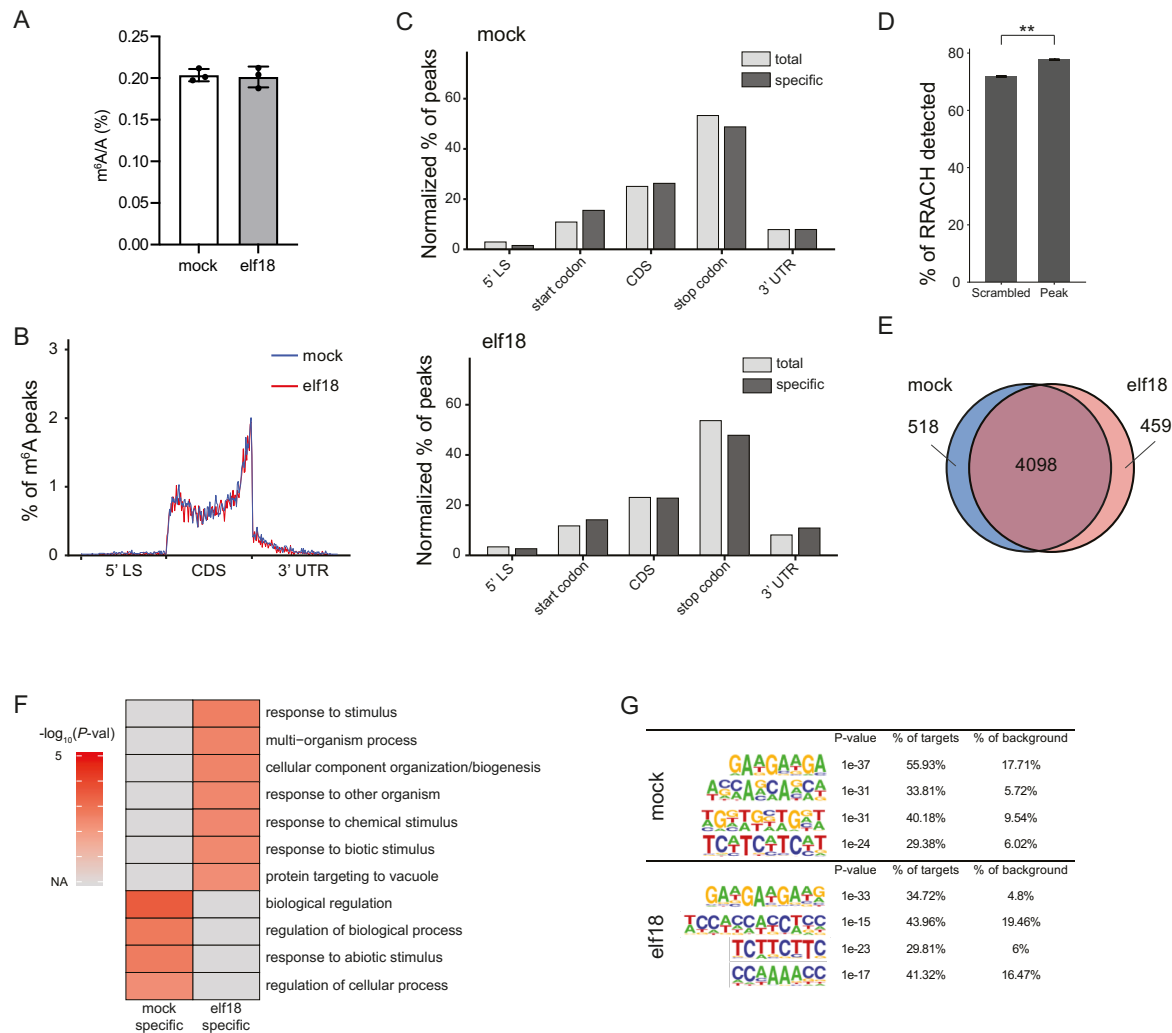 A
m⁶A/A (%)
0.25
0.20
0.15
0.10
0.05
0.00
mock
elf18
B
% of m⁶A peaks
3
2
1
0
mock
elf18
5' LS
CDS
3' UTR
C
mock
total
specific
Normalized % of peaks
60
40
20
0
5' LS
start codon
CDS
stop codon
3' UTR
elf18
total
specific
Normalized % of peaks
60
40
20
0
5' LS
start codon
CDS
stop codon
3' UTR
D
**
% of RRACH detected
80
60
40
20
0
Scrambled
Peak
E
mock
elf18
518
4098
459
F
-log₁₀(P-val)
5
NA
response to stimulus
multi−organism process
cellular component organization/biogenesis
response to other organism
response to chemical stimulus
response to biotic stimulus
protein targeting to vacuole
biological regulation
regulation of biological process
response to abiotic stimulus
regulation of cellular process
mock specific
elf18 specific
G
P-value % of targets % of background
mock
GAAGAAGA 1e-37 55.93% 17.71%
1e-31 33.81% 5.72%
1e-31 40.18% 9.54%
TCATCATCAT 1e-24 29.38% 6.02%
P-value % of targets % of background
elf18
GAAGAAGAAG 1e-33 34.72% 4.8%
TCCACCACCTCC 1e-15 43.96% 19.46%
TCTTCTTC 1e-23 29.81% 6%
CCAAAACC 1e-17 41.32% 16.47%